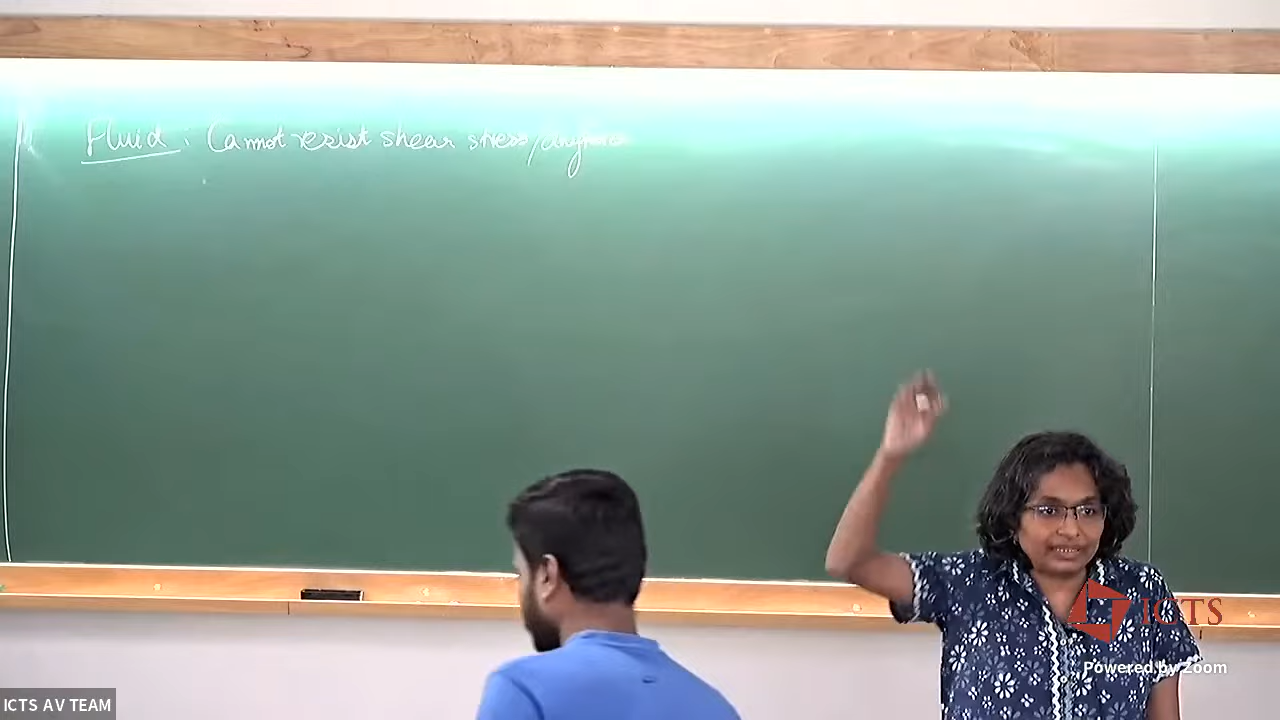 Fluid : Cannot resist shear stress/
ICTS
Powered by Zoom
ICTS AV TEAM